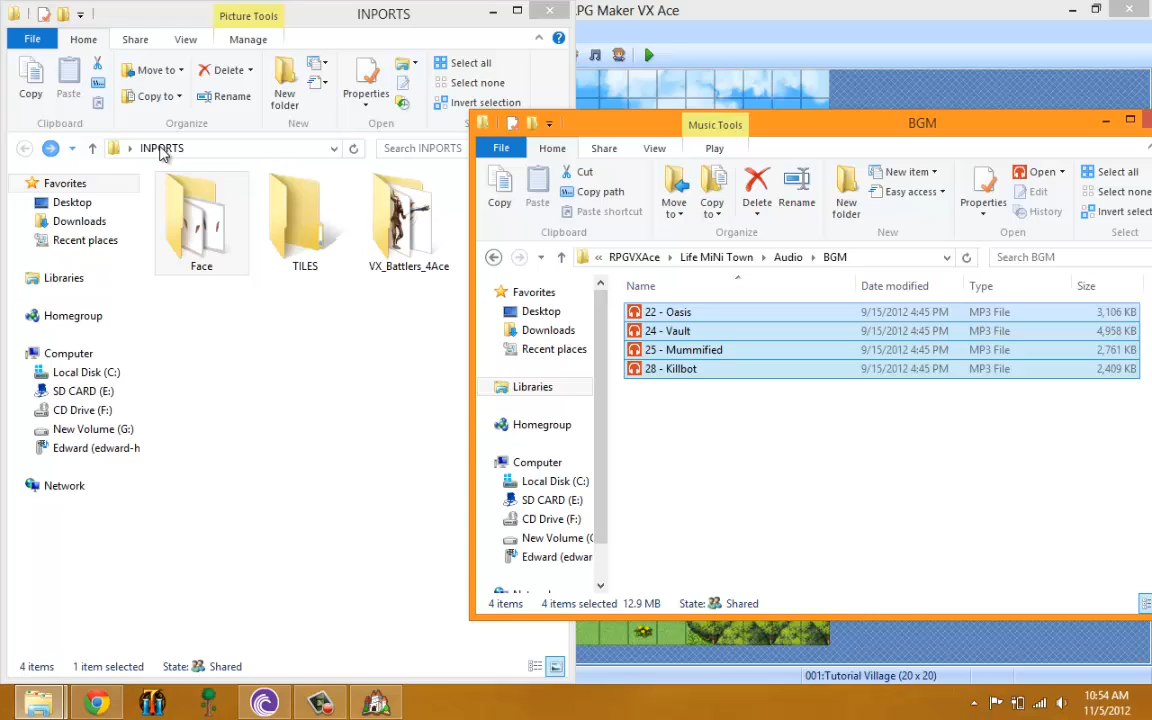 Picture Tools
INPORTS
RPG Maker VX Ace
File
Home
Share
View
Manage
Copy
Paste
Move to
Copy to
Delete
Rename
New
folder
Properties
Select all
Select none
Invert selection
Clipboard
Organize
New
Open
INPORTS
Search INPORTS
Favorites
Desktop
Downloads
Recent places
Libraries
Homegroup
Computer
Local Disk (C:)
SD CARD (E:)
CD Drive (F:)
New Volume (G:)
Edward (edward-h
Network
Face
TILES
VX_Battlers_4Ace
4 items
1 item selected
State:
Shared
Music Tools
BGM
File
Home
Share
View
Play
Copy
Paste
Cut
Copy path
Paste shortcut
Move
to
Copy
to
Delete
Rename
New
folder
New item
Easy access
Properties
Open
Edit
History
Select all
Select none
Invert select
Clipboard
Organize
New
Open
Select
« RPGVXAce
Life MiNi Town
Audio
BGM
Search BGM
Favorites
Desktop
Downloads
Recent places
Libraries
Homegroup
Computer
Local Disk (C:)
SD CARD (E:)
CD Drive (F:)
New Volume (G
Edward (edwar
Name
Date modified
Type
Size
22 - Oasis 9/15/2012 4:45 PM MP3 File 3,106 KB
24 - Vault 9/15/2012 4:45 PM MP3 File 4,958 KB
25 - Mummified 9/15/2012 4:45 PM MP3 File 2,761 KB
28 - Killbot 9/15/2012 4:45 PM MP3 File 2,409 KB
4 items
4 items selected 12.9 MB
State:
Shared
001:Tutorial Village (20 x 20)
10:54 AM
11/5/2012